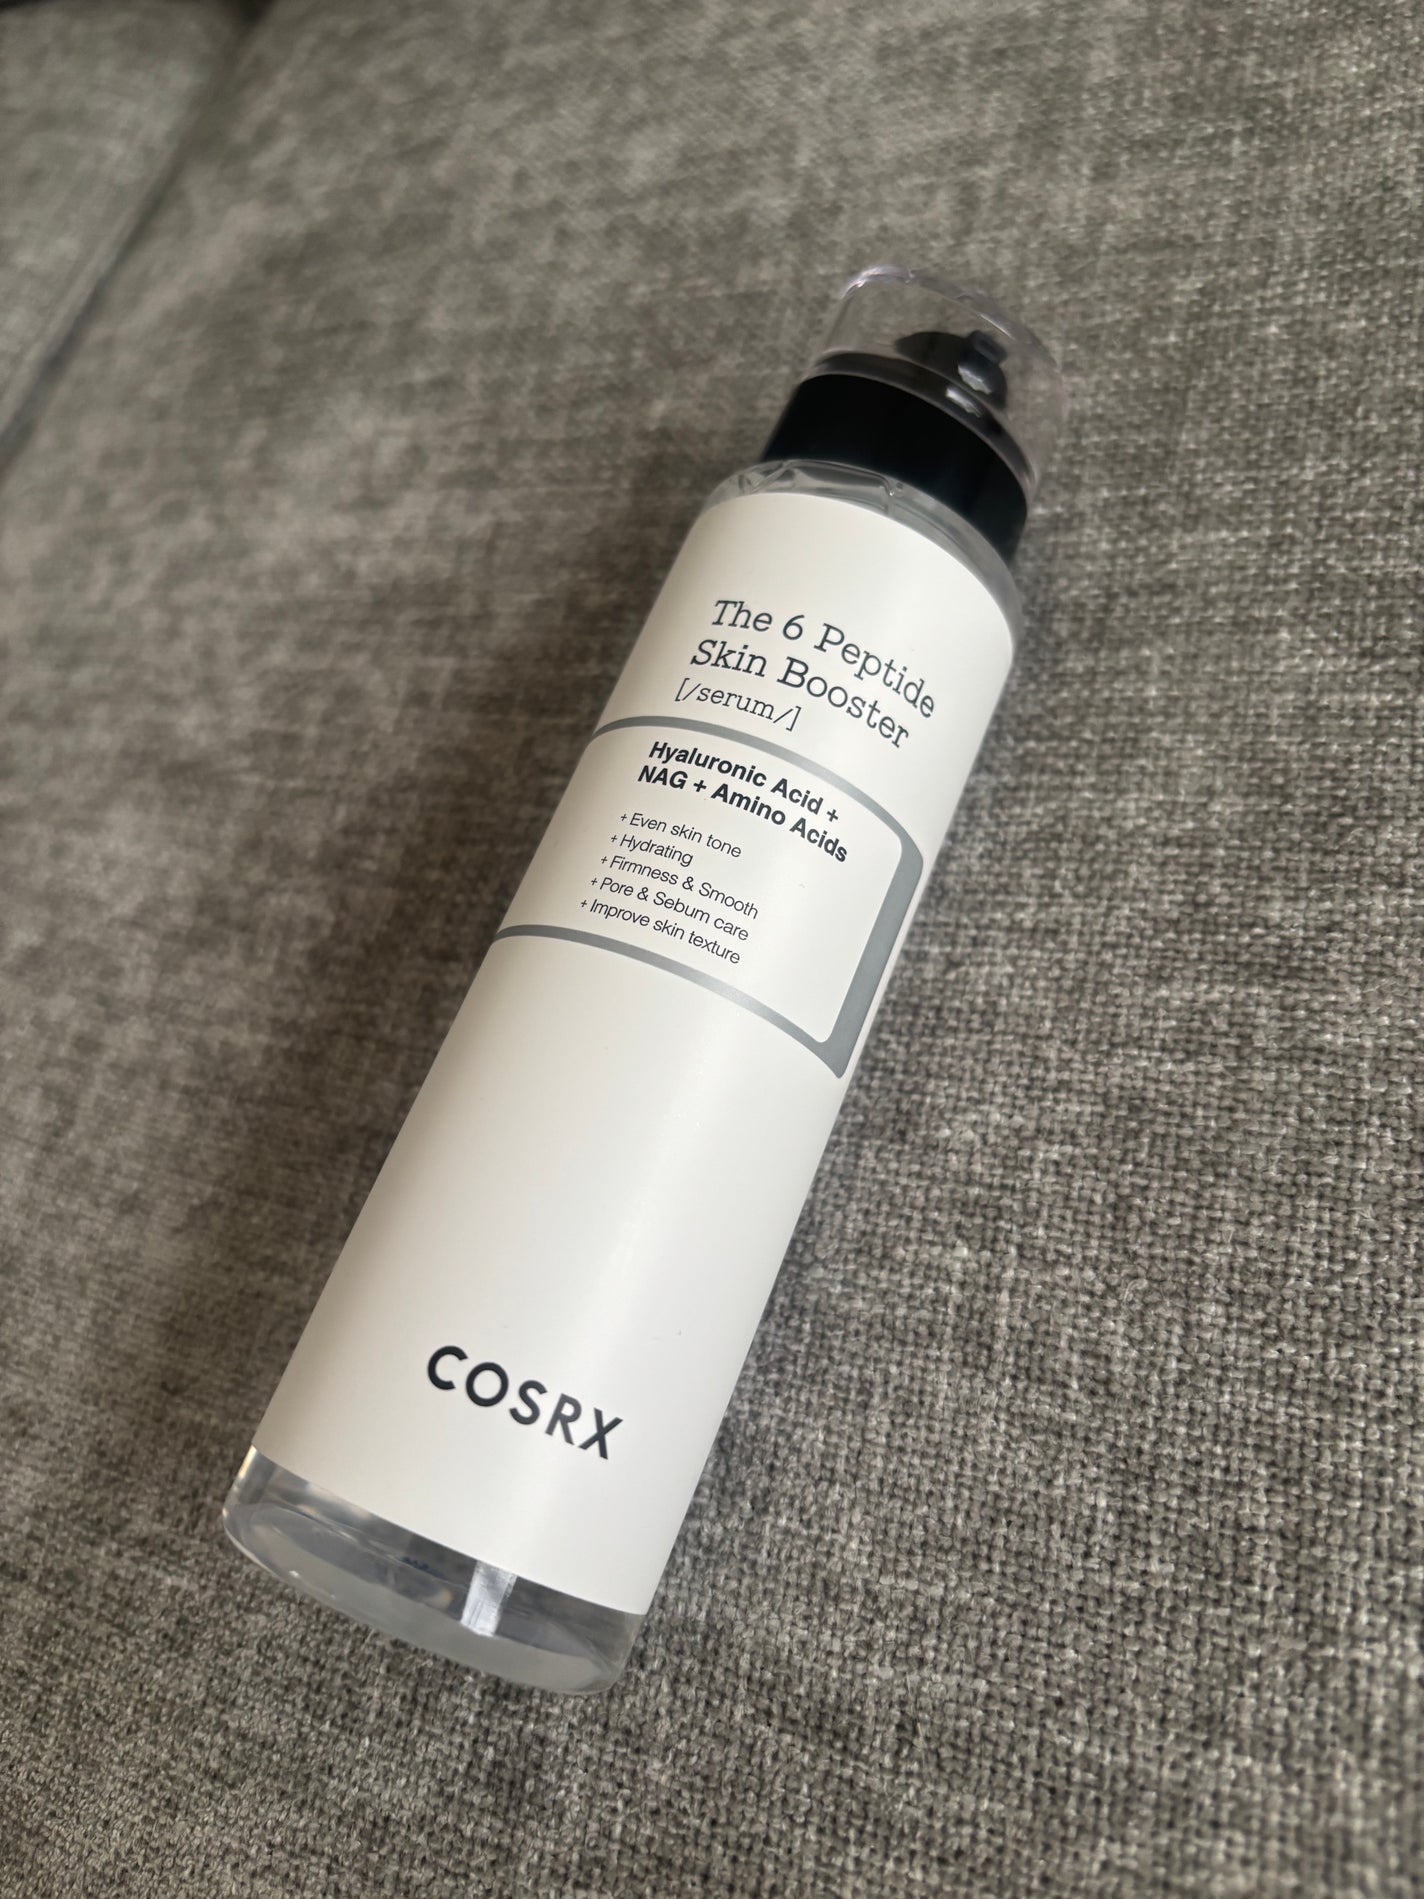 The 6 Peptide
Skin Booster
[/serum/]
Hyaluronic Acid +
NAG + Amino Acids
+ Even skin tone
+ Hydrating
+ Firmness & Smooth
+ Pore & Sebum care
+ Improve skin texture
COSRX